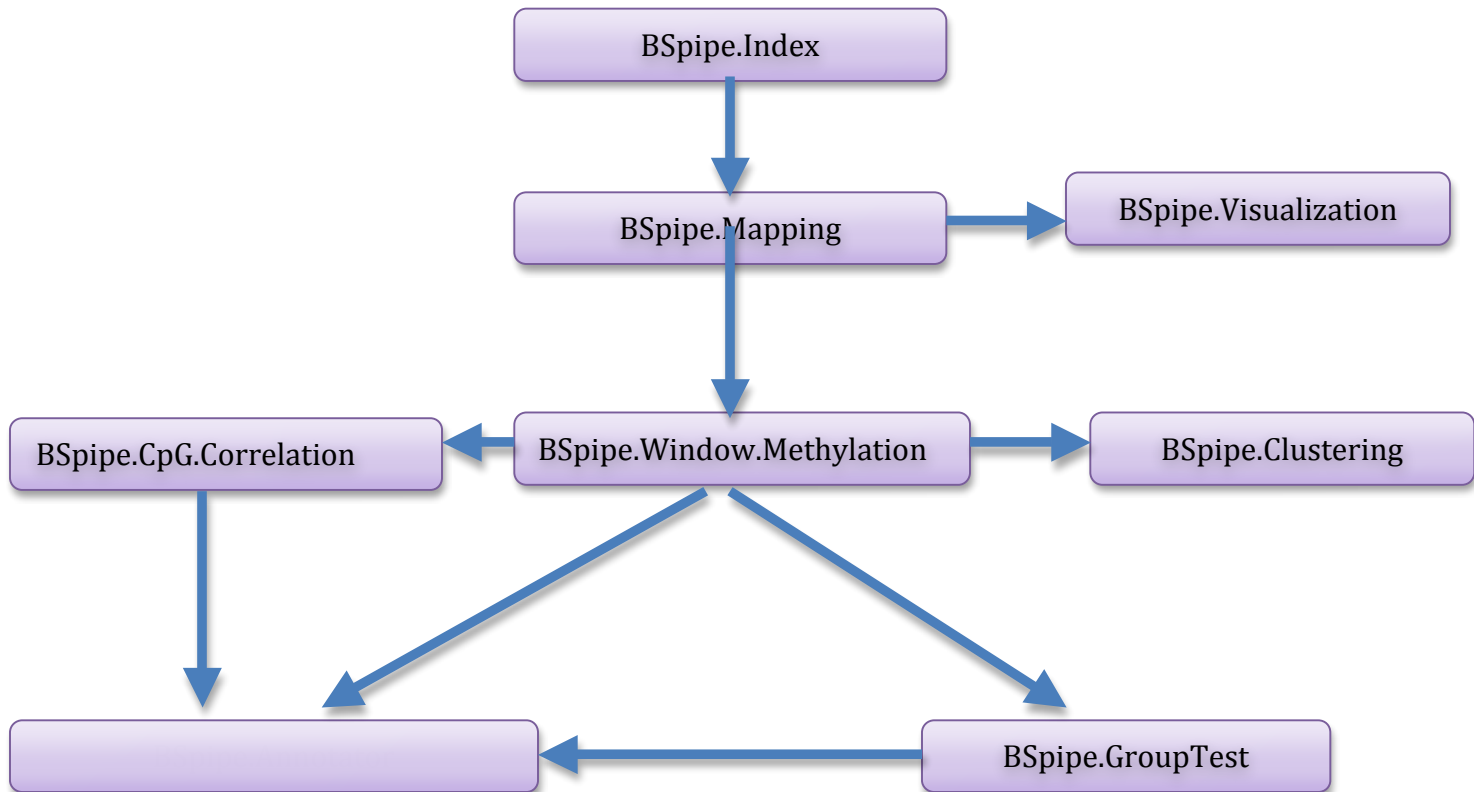 BSpipe.Index
BSpipe.Mapping
BSpipe.Visualization
BSpipe.CpG.Correlation
BSpipe.Window.Methylation
BSpipe.Clustering
BSpipe.GroupTest